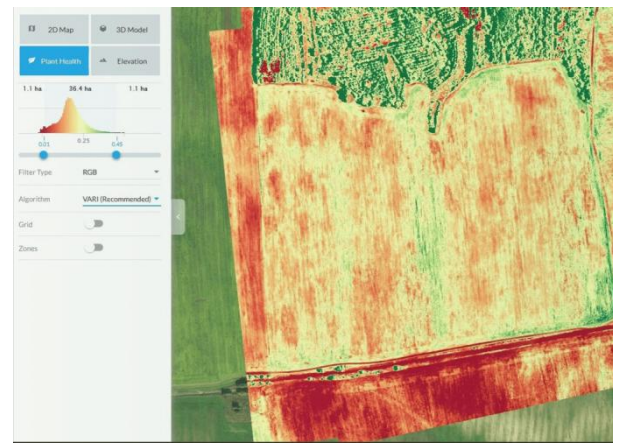 2D Map 3D Model
Plant Health Elevation
1.1 ha 36.4 ha 1.1 ha
0.01 0.25 0.45
Filter Type RGB
Algorithm VARI (Recommended)
Grid
Zones